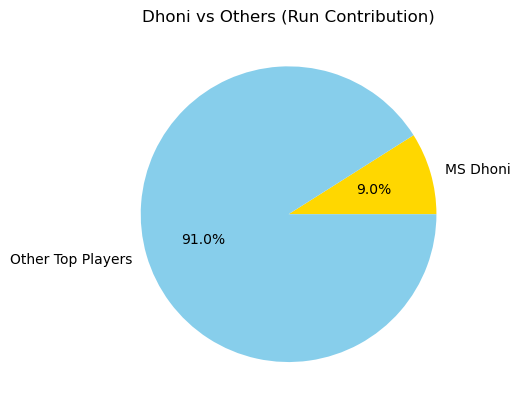 Dhoni vs Others (Run Contribution)
MS Dhoni
9.0%
91.0%
Other Top Players